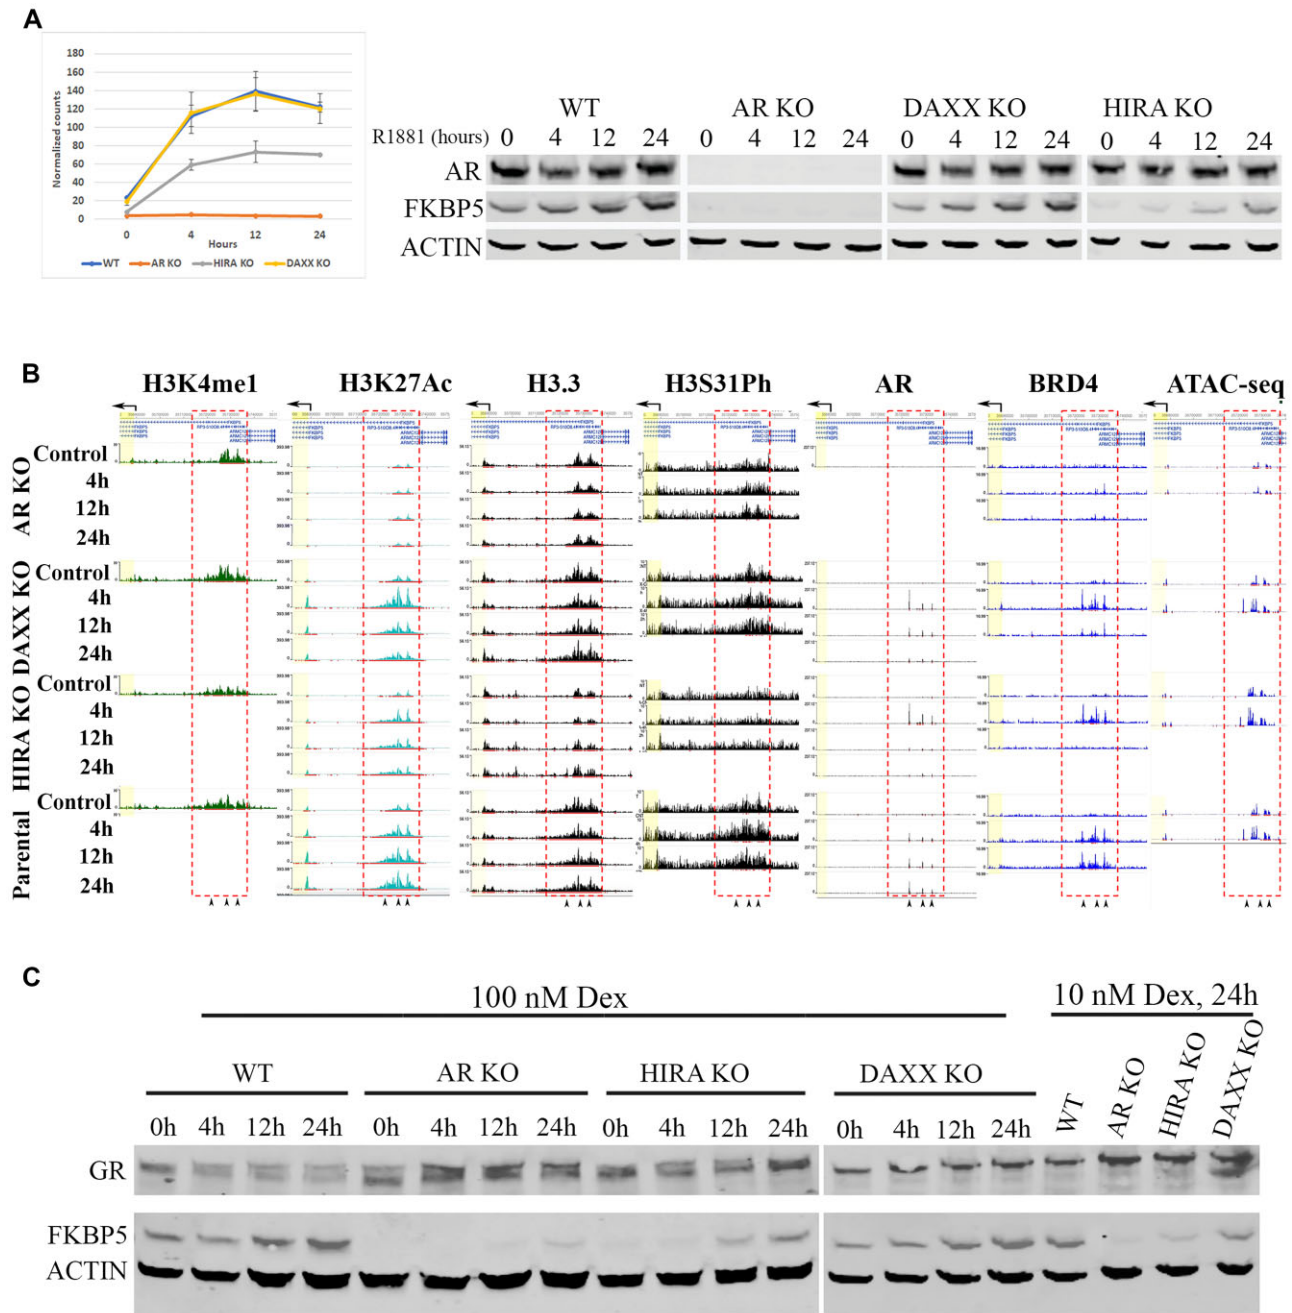 A
180
160
140
120
100
80
60
40
20
0
Normalized counts
0 4 12 24
Hours
WT AR KO HIRA KO DAXX KO
WT AR KO DAXX KO HIRA KO
R1881 (hours) 0 4 12 24 0 4 12 24 0 4 12 24 0 4 12 24
AR
FKBP5
ACTIN
B
H3K4me1 H3K27Ac H3.3 H3S31Ph AR BRD4 ATAC-seq
AR KO
Control
4h
12h
24h
DAXX KO
Control
4h
12h
24h
HIRA KO
Control
4h
12h
24h
Parental
Control
4h
12h
24h
C
100 nM Dex 10 nM Dex, 24h
WT AR KO HIRA KO DAXX KO WT AR KO HIRA KO DAXX KO
0h 4h 12h 24h 0h 4h 12h 24h 0h 4h 12h 24h 0h 4h 12h 24h
GR
FKBP5
ACTIN